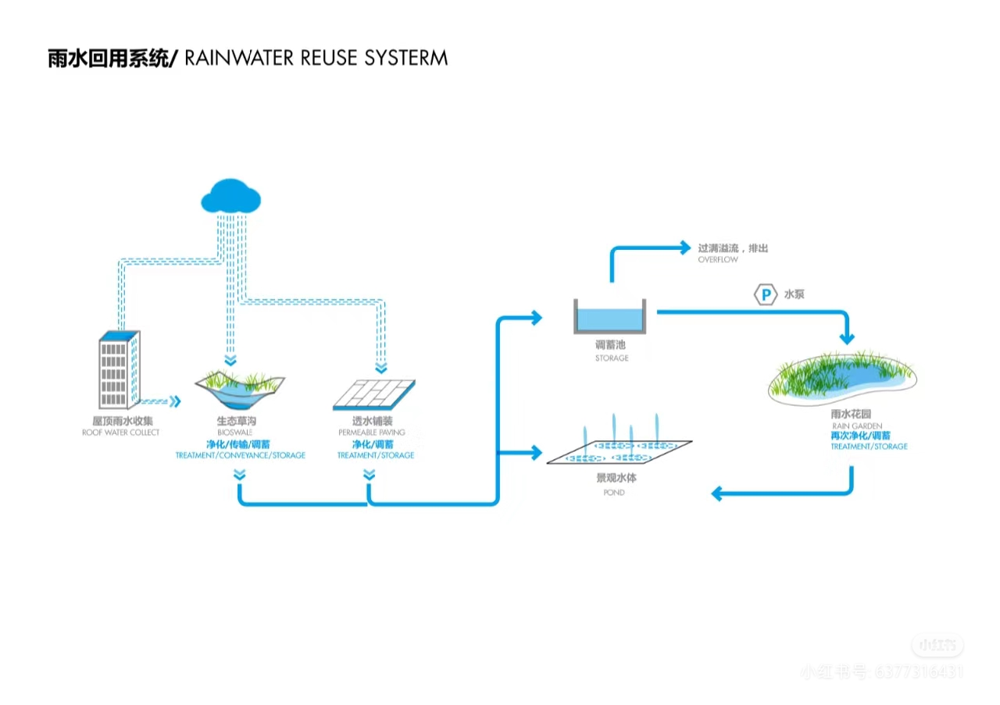 雨水回用系统/ RAINWATER REUSE SYSTERM
过满溢流，排出
OVERFLOW
P 水泵
调蓄池
STORAGE
屋顶雨水收集
ROOF WATER COLLECT
生态草沟
BIOSWALE
净化/传输/调蓄
TREATMENT/CONVEYANCE/STORAGE
透水铺装
PERMEABLE PAVING
净化/调蓄
TREATMENT/STORAGE
雨水花园
RAIN GARDEN
再次净化/调蓄
TREATMENT/STORAGE
景观水体
POND
小红书
小红书号: 6377316431